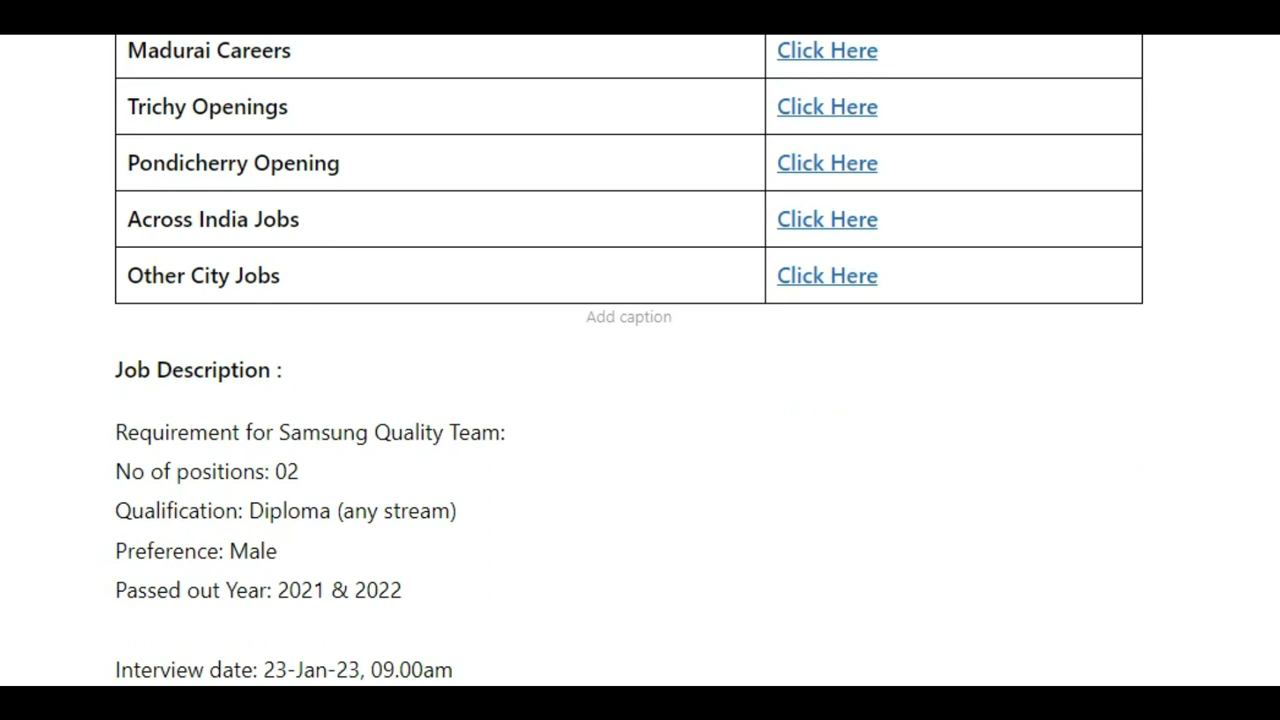 Madurai Careers Click Here
Trichy Openings Click Here
Pondicherry Opening Click Here
Across India Jobs Click Here
Other City Jobs Click Here
Add caption
Job Description :
Requirement for Samsung Quality Team:
No of positions: 02
Qualification: Diploma (any stream)
Preference: Male
Passed out Year: 2021 & 2022
Interview date: 23-Jan-23, 09.00am